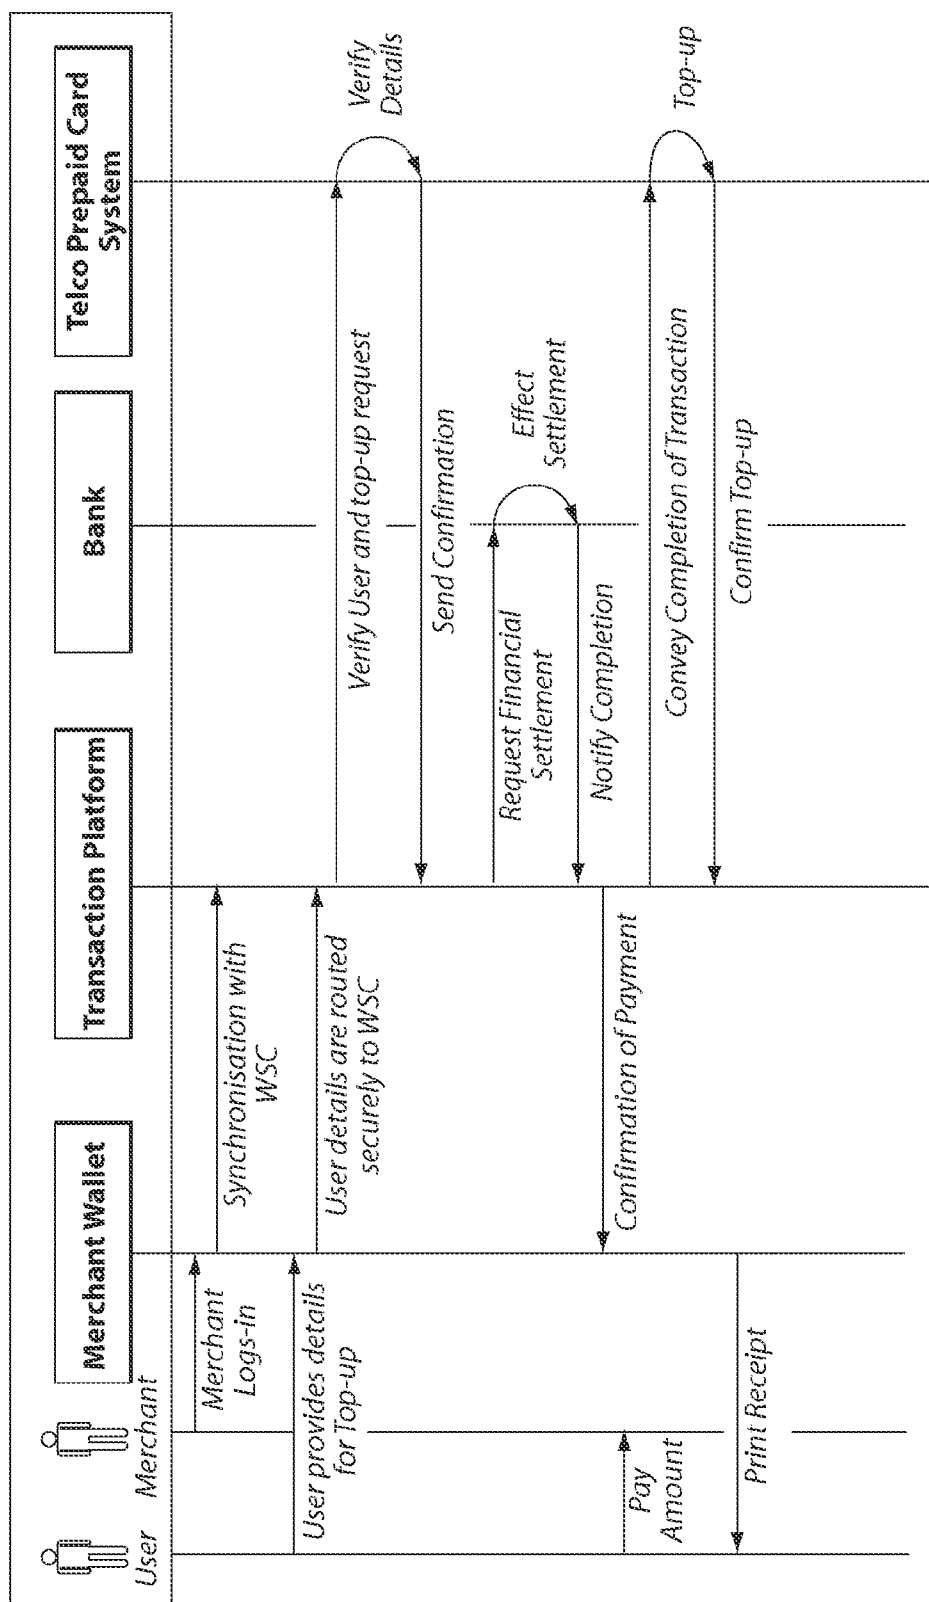 User
Merchant
Merchant Wallet
Transaction Platform
Bank
Telco Prepaid Card
System
Merchant
Logs-in
Synchronisation with
WSC
User provides details
for Top-up
User details are routed
securely to WSC
Verify User and top-up request
Verify
Details
Send Confirmation
Request Financial
Settlement
Effect
Settlement
Notify Completion
Confirmation of Payment
Pay
Amount
Convey Completion of Transaction
Top-up
Confirm Top-up
Print Receipt